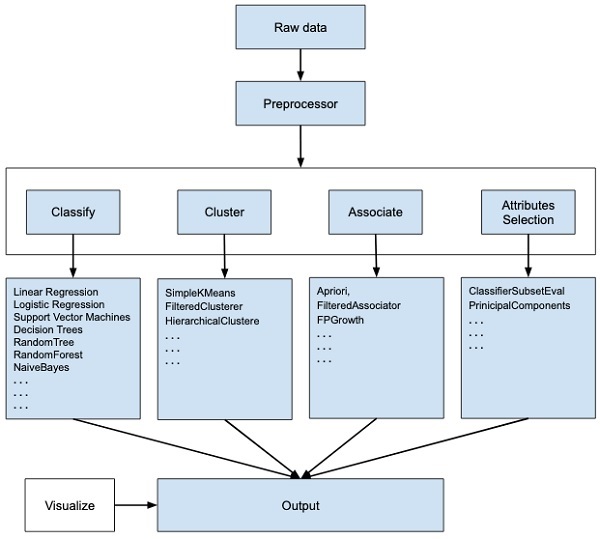 Raw data
Preprocessor
Classify
Cluster
Associate
Attributes
Selection
Linear Regression
Logistic Regression
Support Vector Machines
Decision Trees
RandomTree
RandomForest
NaiveBayes
. . .
. . .
. . .
SimpleKMeans
FilteredClusterer
HierarchicalClustere
. . .
. . .
. . .
Apriori,
FilteredAssociator
FPGrowth
. . .
. . .
. . .
ClassifierSubsetEval
PrinicipalComponents
. . .
. . .
. . .
Visualize
Output